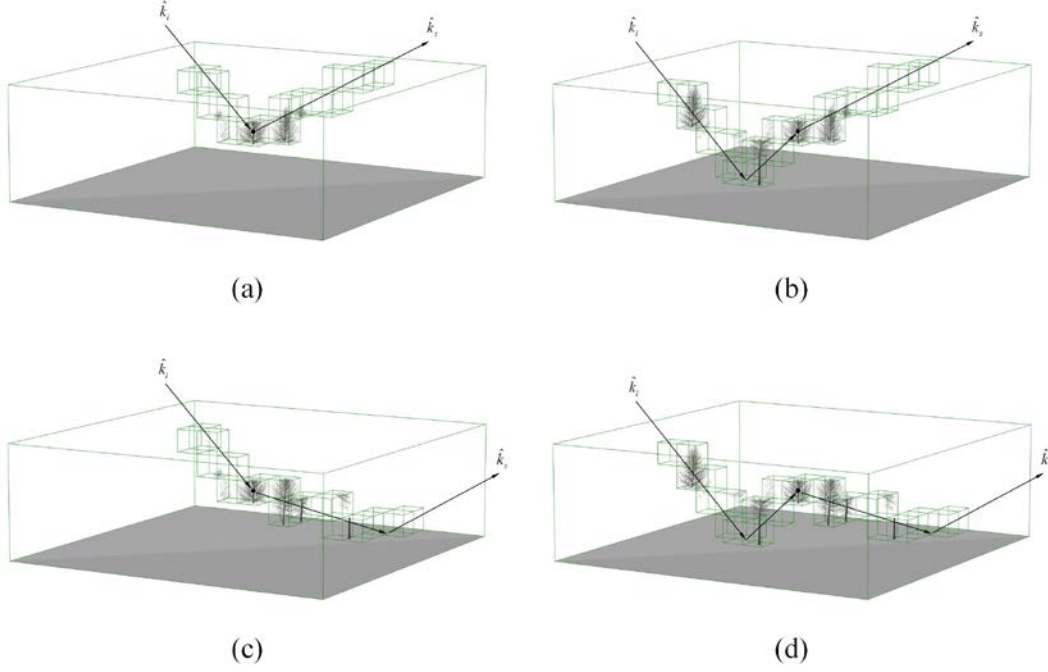 k̂ᵢ k̂ₛ k̂ᵢ k̂ₛ
(a) (b)
k̂ᵢ k̂ₛ k̂ᵢ k̂
(c) (d)